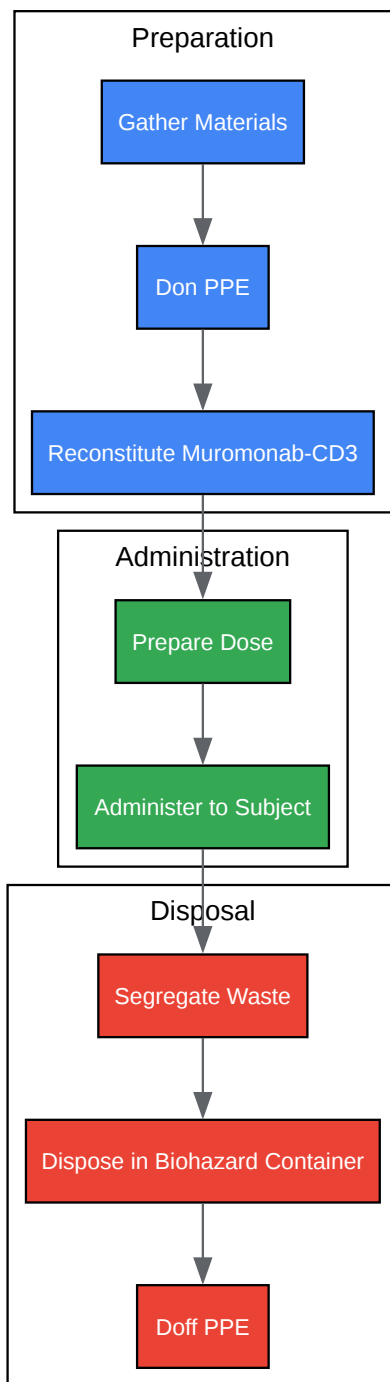 Preparation
Gather Materials
Don PPE
Reconstitute Muromonab-CD3
Administration
Prepare Dose
Administer to Subject
Disposal
Segregate Waste
Dispose in Biohazard Container
Doff PPE